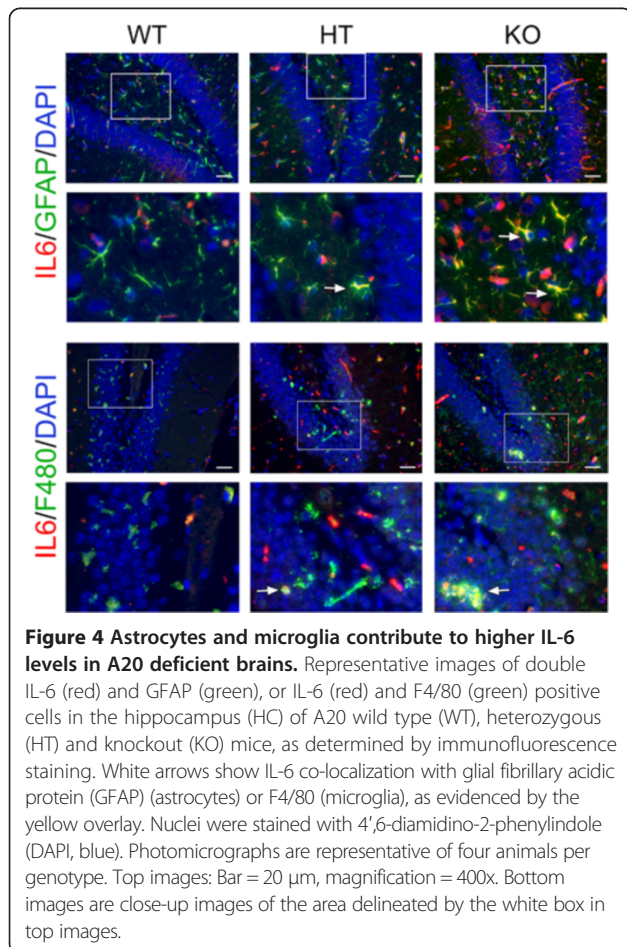 WT HT KO
IL6/GFAP/DAPI
IL6/F480/DAPI
Figure 4 Astrocytes and microglia contribute to higher IL-6
levels in A20 deficient brains. Representative images of double
IL-6 (red) and GFAP (green), or IL-6 (red) and F4/80 (green) positive
cells in the hippocampus (HC) of A20 wild type (WT), heterozygous
(HT) and knockout (KO) mice, as determined by immunofluorescence
staining. White arrows show IL-6 co-localization with glial fibrillary acidic
protein (GFAP) (astrocytes) or F4/80 (microglia), as evidenced by the
yellow overlay. Nuclei were stained with 4′,6-diamidino-2-phenylindole
(DAPI, blue). Photomicrographs are representative of four animals per
genotype. Top images: Bar = 20 μm, magnification = 400x. Bottom
images are close-up images of the area delineated by the white box in
top images.